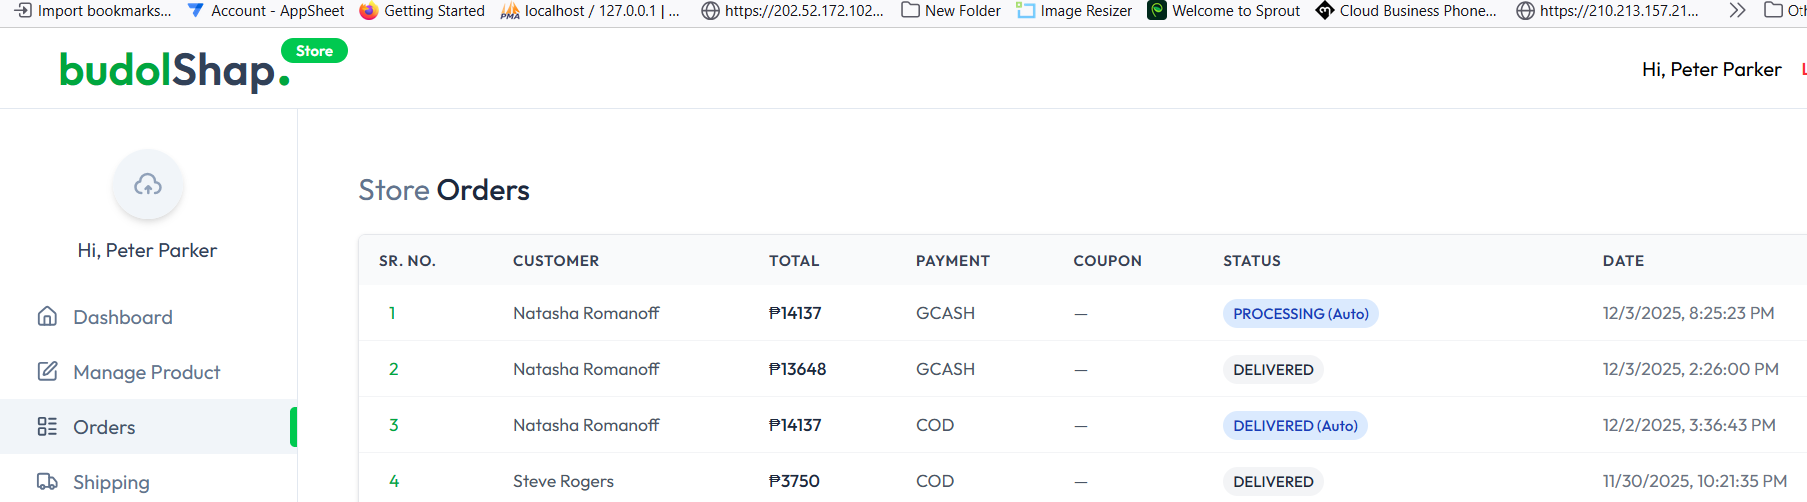 Import bookmarks... Account - AppSheet Getting Started localhost / 127.0.0.1 | ... https://202.52.172.102... New Folder Image Resizer Welcome to Sprout Cloud Business Phone... https://210.213.157.21...
budolShap. Store
Hi, Peter Parker
Hi, Peter Parker
Dashboard
Manage Product
Orders
Shipping
Store Orders
SR. NO. CUSTOMER TOTAL PAYMENT COUPON STATUS DATE
1 Natasha Romanoff ₱14137 GCASH — PROCESSING (Auto) 12/3/2025, 8:25:23 PM
2 Natasha Romanoff ₱13648 GCASH — DELIVERED 12/3/2025, 2:26:00 PM
3 Natasha Romanoff ₱14137 COD — DELIVERED (Auto) 12/2/2025, 3:36:43 PM
4 Steve Rogers ₱3750 COD — DELIVERED 11/30/2025, 10:21:35 PM